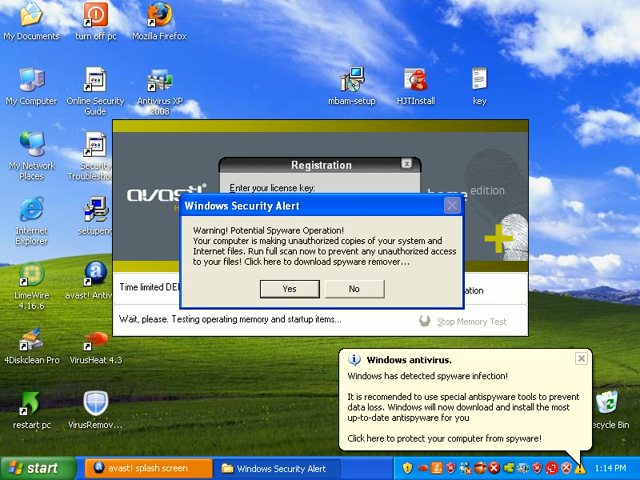 My Documents
turn off pc
Mozilla Firefox
My Computer
Online Security
Guide
Antivirus XP
2008
mbam-setup
HJTInstall
key
My Network
Places
Security
Troubleshoo
Registration
x
Enter your license key:
avast!
home edition
Internet
Explorer
setupeng
Windows Security Alert
Warning! Potential Spyware Operation!
Your computer is making unauthorized copies of your system and
Internet files. Run full scan now to prevent any unauthorized access
to your files! Click here to download spyware remover...
Yes
No
LimeWire
4.16.6
avast! Antiv
Time limited DE
ation
Wait, please. Testing operating memory and startup items...
Stop Memory Test
4Diskclean Pro
VirusHeat 4.3
Windows antivirus.
Windows has detected spyware infection!
It is recomended to use special antispyware tools to prevent
data loss. Windows will now download and install the most
up-to-date antispyware for you
Click here to protect your computer from spyware!
restart pc
VirusRemov...
ecycle Bin
start
avast! splash screen
Windows Security Alert
1:14 PM